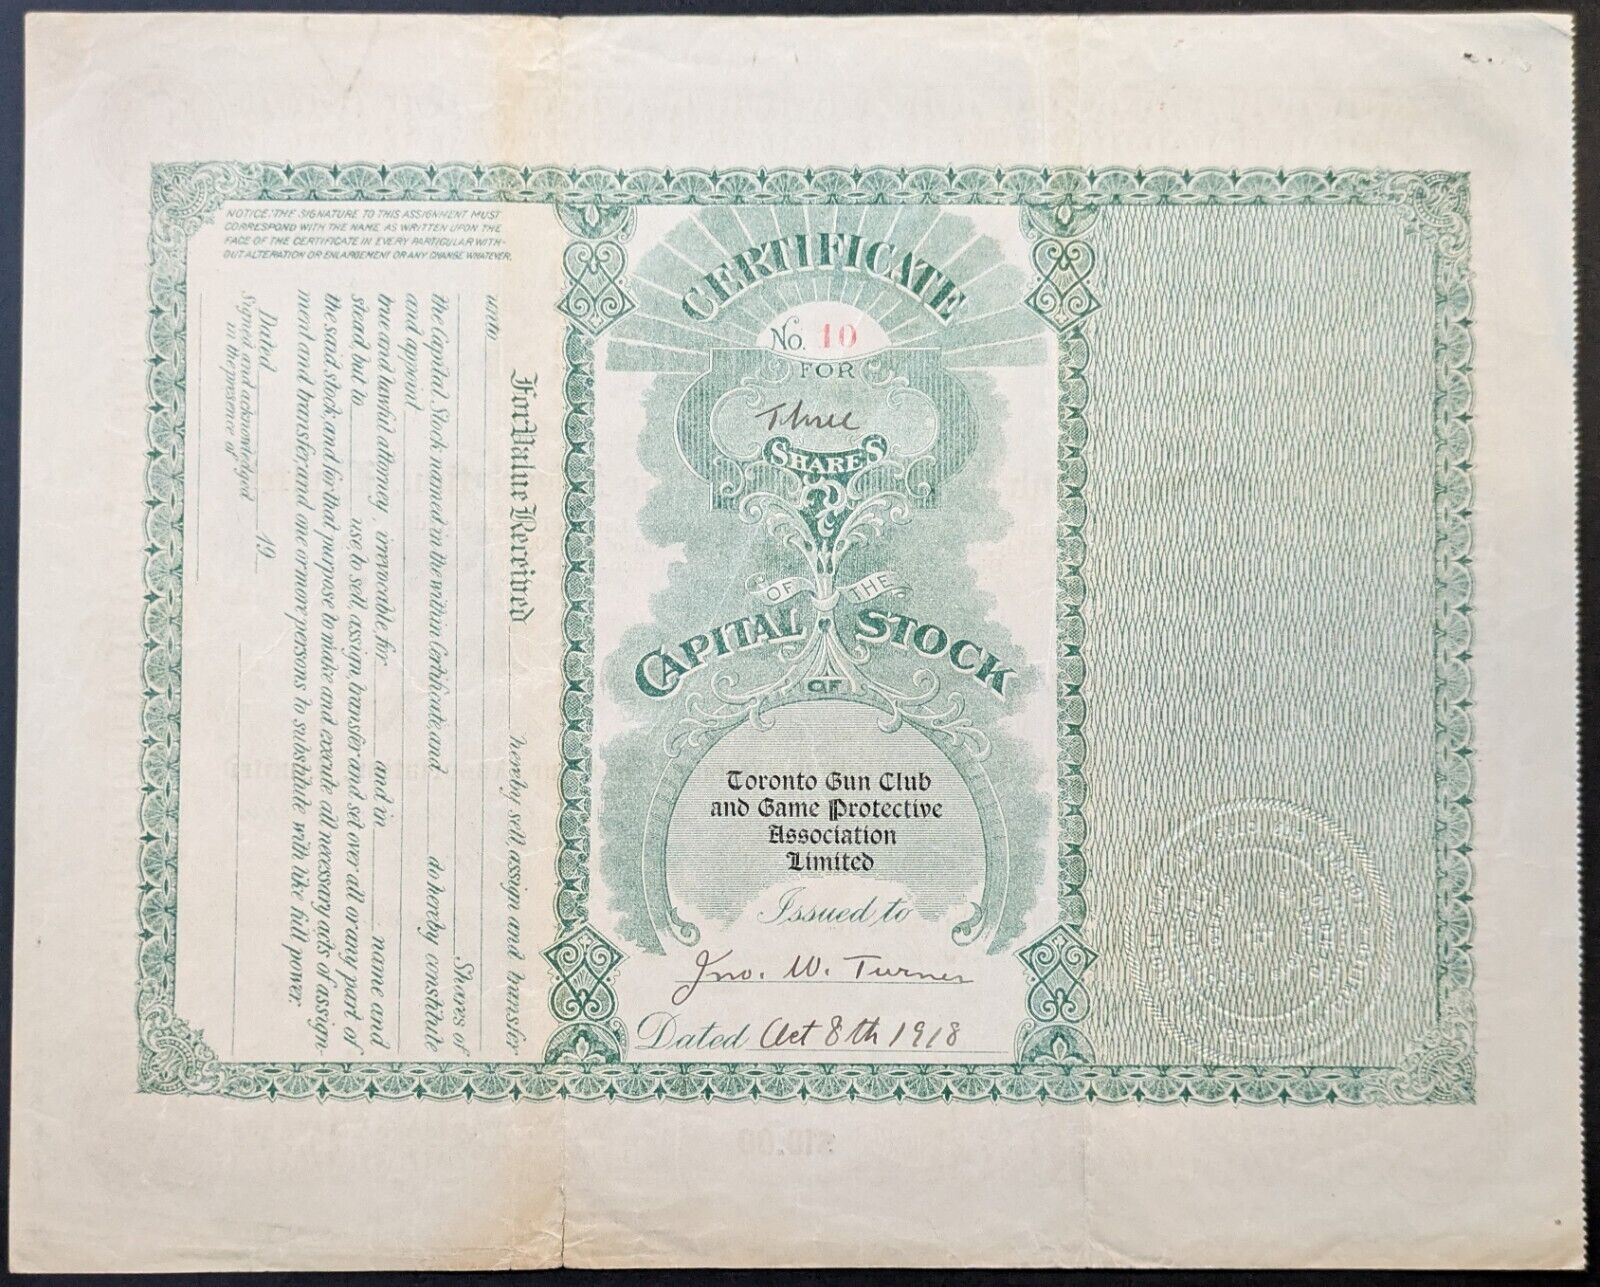 NOTICE: THE SIGNATURE TO THIS ASSIGNMENT MUST
CORRESPOND WITH THE NAME AS WRITTEN UPON THE
FACE OF THE CERTIFICATE IN EVERY PARTICULAR WITH-
OUT ALTERATION OR ENLARGEMENT OR ANY CHANGE WHATEVER.
For Value Received hereby sell assign and transfer
unto
Shares of
the Capital Stock named in the within Certificate and do hereby constitute
and appoint
true and lawful attorney, irrevocable for name and
stead but to and in
use, to sell, assign, transfer and set over all or any part of
the said stock, and for that purpose to make and execute all necessary acts of assign-
ment and transfer and one or more persons to substitute with like full power.
Dated 19
Signed and acknowledged
in the presence of
CERTIFICATE
No. 10
FOR
Three
SHARES
OF THE
CAPITAL STOCK
OF
Toronto Gun Club
and Game Protective
Association
Limited
Issued to
Jno. W. Turner
Dated Oct 8th 1918